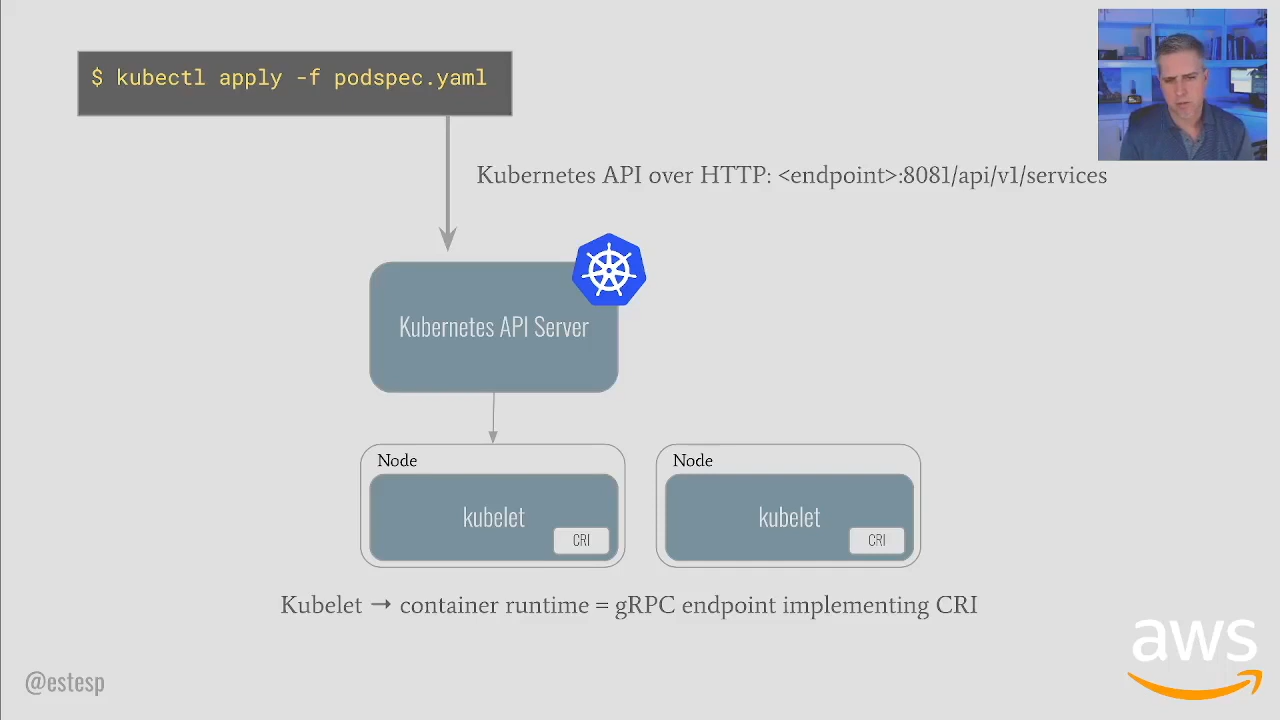 $ kubectl apply -f podspec.yaml
Kubernetes API over HTTP: <endpoint>:8081/api/v1/services
Kubernetes API Server
Node
kubelet
CRI
Node
kubelet
CRI
Kubelet → container runtime = gRPC endpoint implementing CRI
aws
@estesp